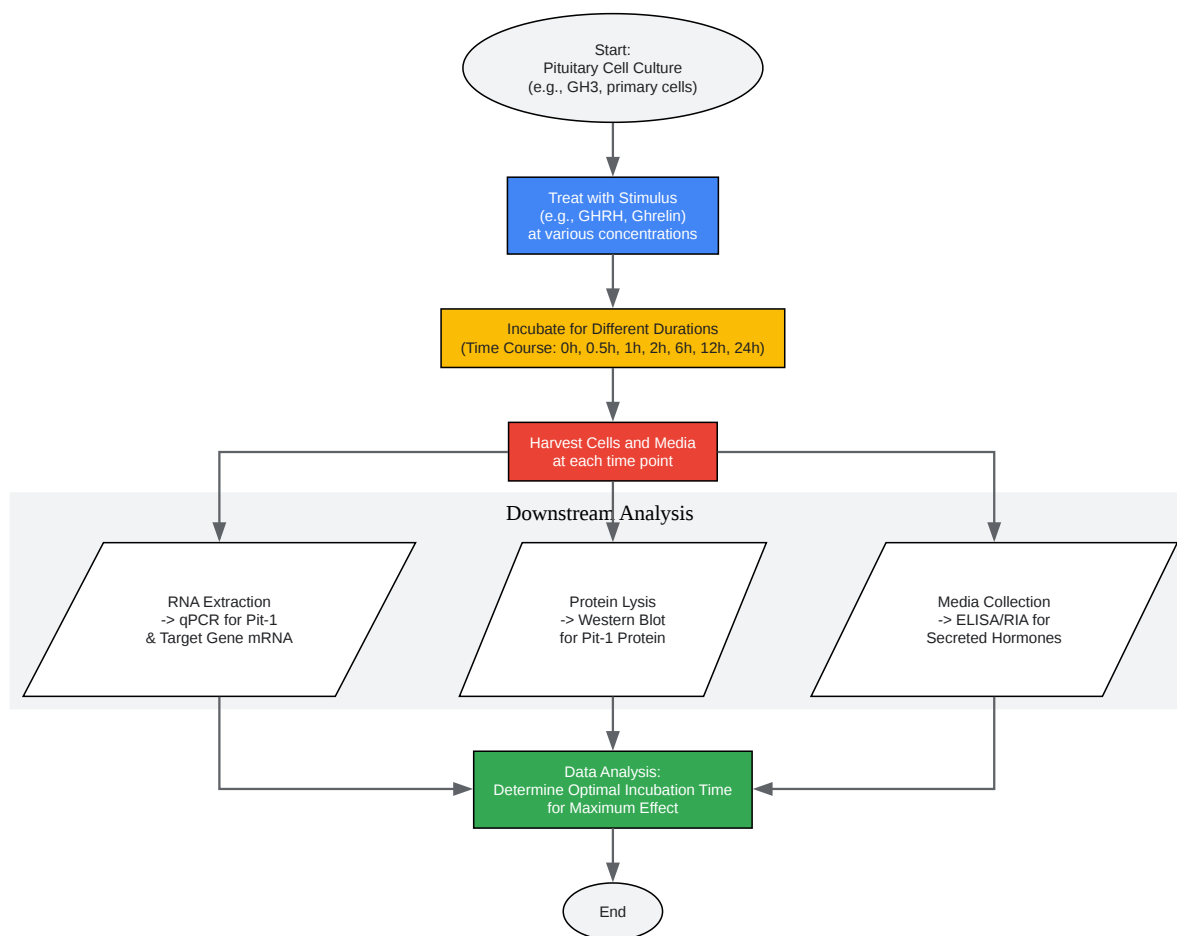 Start:
Pituitary Cell Culture
(e.g., GH3, primary cells)
Treat with Stimulus
(e.g., GHRH, Ghrelin)
at various concentrations
Incubate for Different Durations
(Time Course: 0h, 0.5h, 1h, 2h, 6h, 12h, 24h)
Harvest Cells and Media
at each time point
Downstream Analysis
RNA Extraction
-> qPCR for Pit-1
& Target Gene mRNA
Protein Lysis
-> Western Blot
for Pit-1 Protein
Media Collection
-> ELISA/RIA for
Secreted Hormones
Data Analysis:
Determine Optimal Incubation Time
for Maximum Effect
End